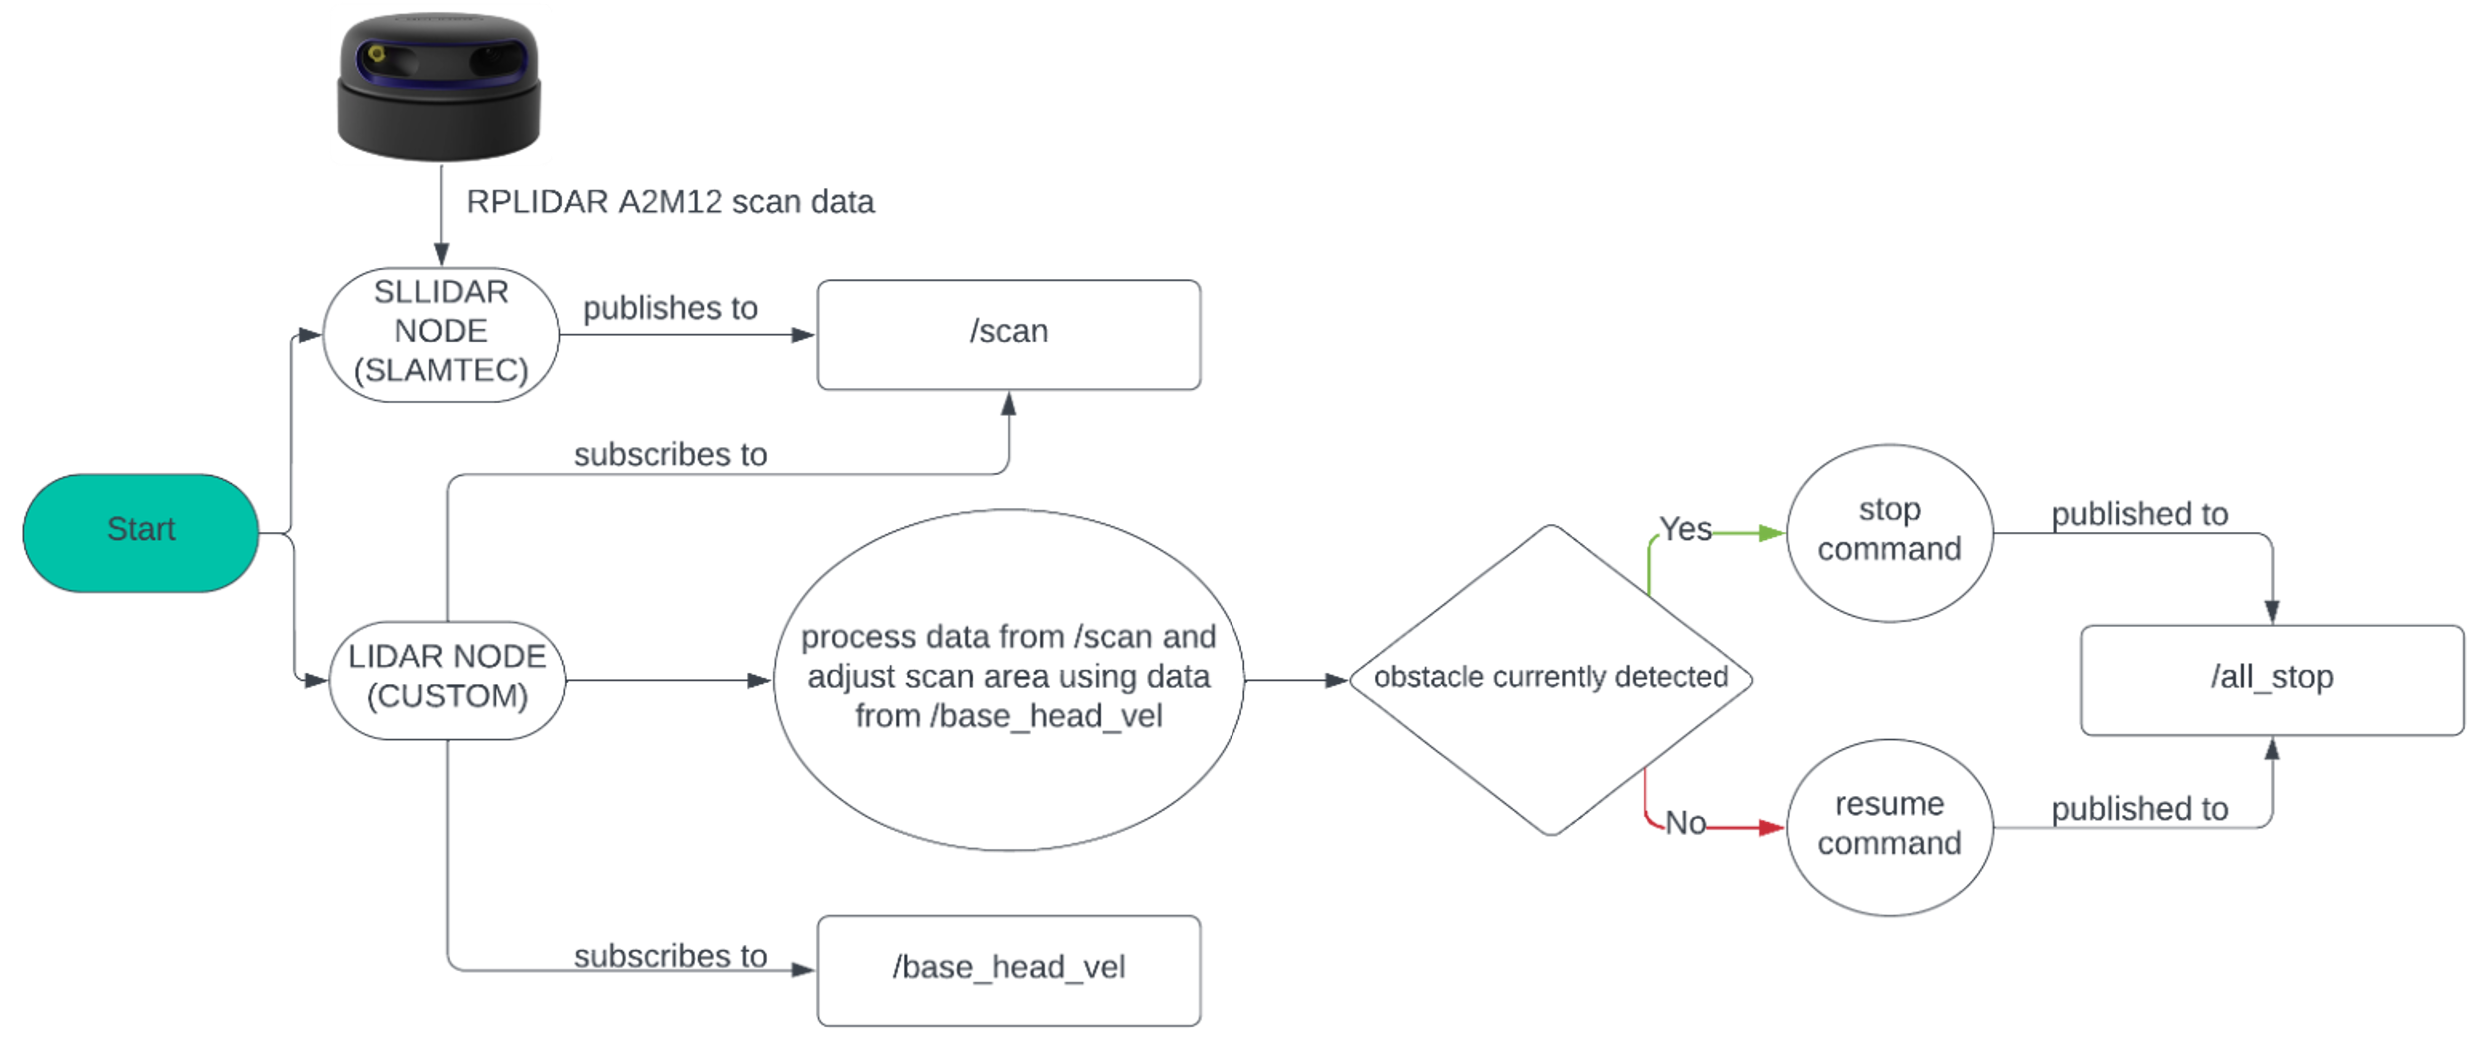 RPLIDAR A2M12 scan data
SLLIDAR
NODE
(SLAMTEC)
publishes to
/scan
subscribes to
Start
LIDAR NODE
(CUSTOM)
process data from /scan and
adjust scan area using data
from /base_head_vel
obstacle currently detected
Yes
stop
command
published to
/all_stop
No
resume
command
published to
subscribes to
/base_head_vel